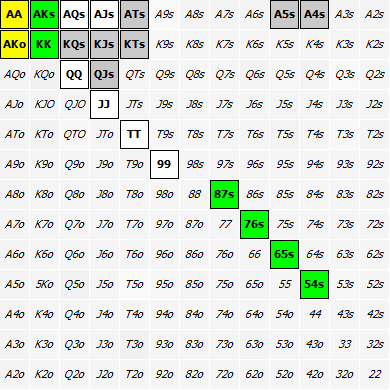 AA AKs AQs AJs ATs A9s A8s A7s A6s A5s A4s A3s A2s
AKo KK KQs KJs KTs K9s K8s K7s K6s K5s K4s K3s K2s
AQo KQo QQ QJs QTs Q9s Q8s Q7s Q6s Q5s Q4s Q3s Q2s
AJo KJO QJO JJ JTs J9s J8s J7s J6s J5s J4s J3s J2s
ATo KTo QTO JTo TT T9s T8s T7s T6s T5s T4s T3s T2s
A9o K9o Q9o J9o T9o 99 98s 97s 96s 95s 94s 93s 92s
A8o K8o Q8o J8o T8o 98o 88 87s 86s 85s 84s 83s 82s
A7o K7o Q7o J7o T7o 97o 87o 77 76s 75s 74s 73s 72s
A6o K6o Q6o J6o T6o 96o 86o 76o 66 65s 64s 63s 62s
A5o 5Ko Q5o J5o T5o 95o 85o 75o 65o 55 54s 53s 52s
A4o K4o Q4o J4o T4o 94o 84o 74o 64o 54o 44 43s 42s
A3o K3o Q3o J3o T3o 93o 83o 73o 63o 53o 43o 33 32s
A2o K2o Q2o J2o T2o 92o 82o 72o 62o 52o 42o 32o 22